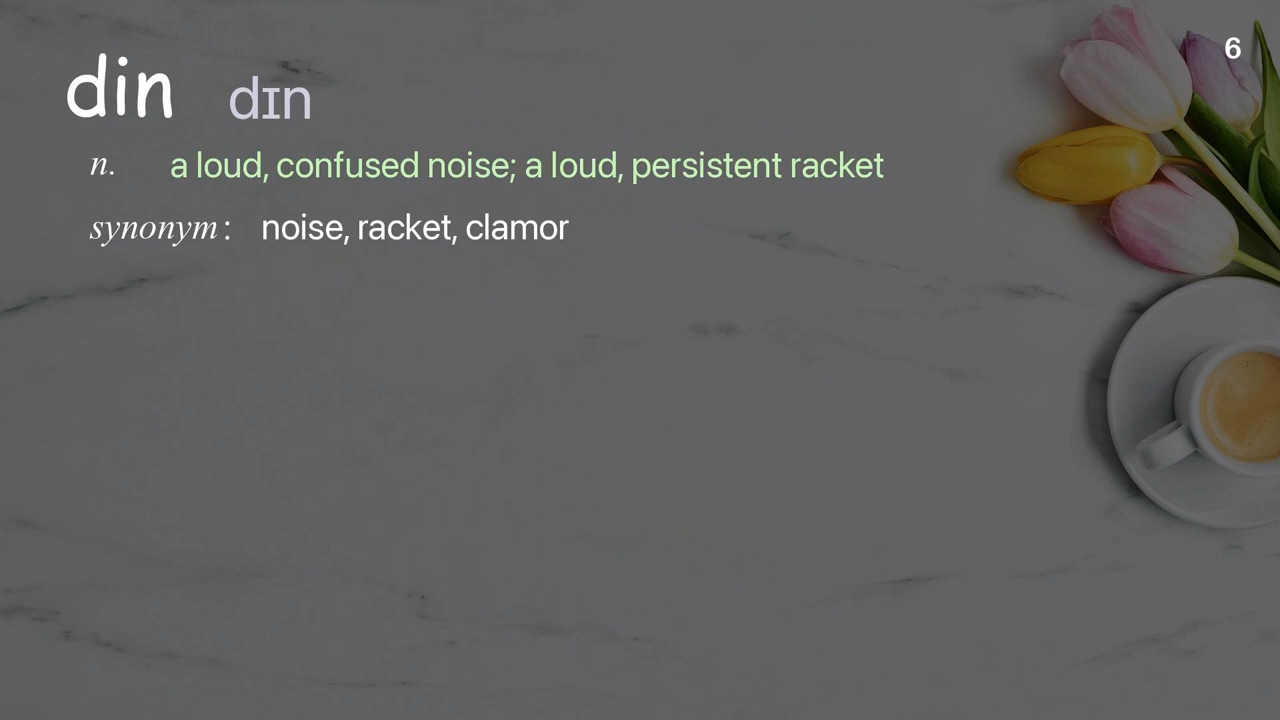 6
din dɪn
n. a loud, confused noise; a loud, persistent racket
synonym: noise, racket, clamor